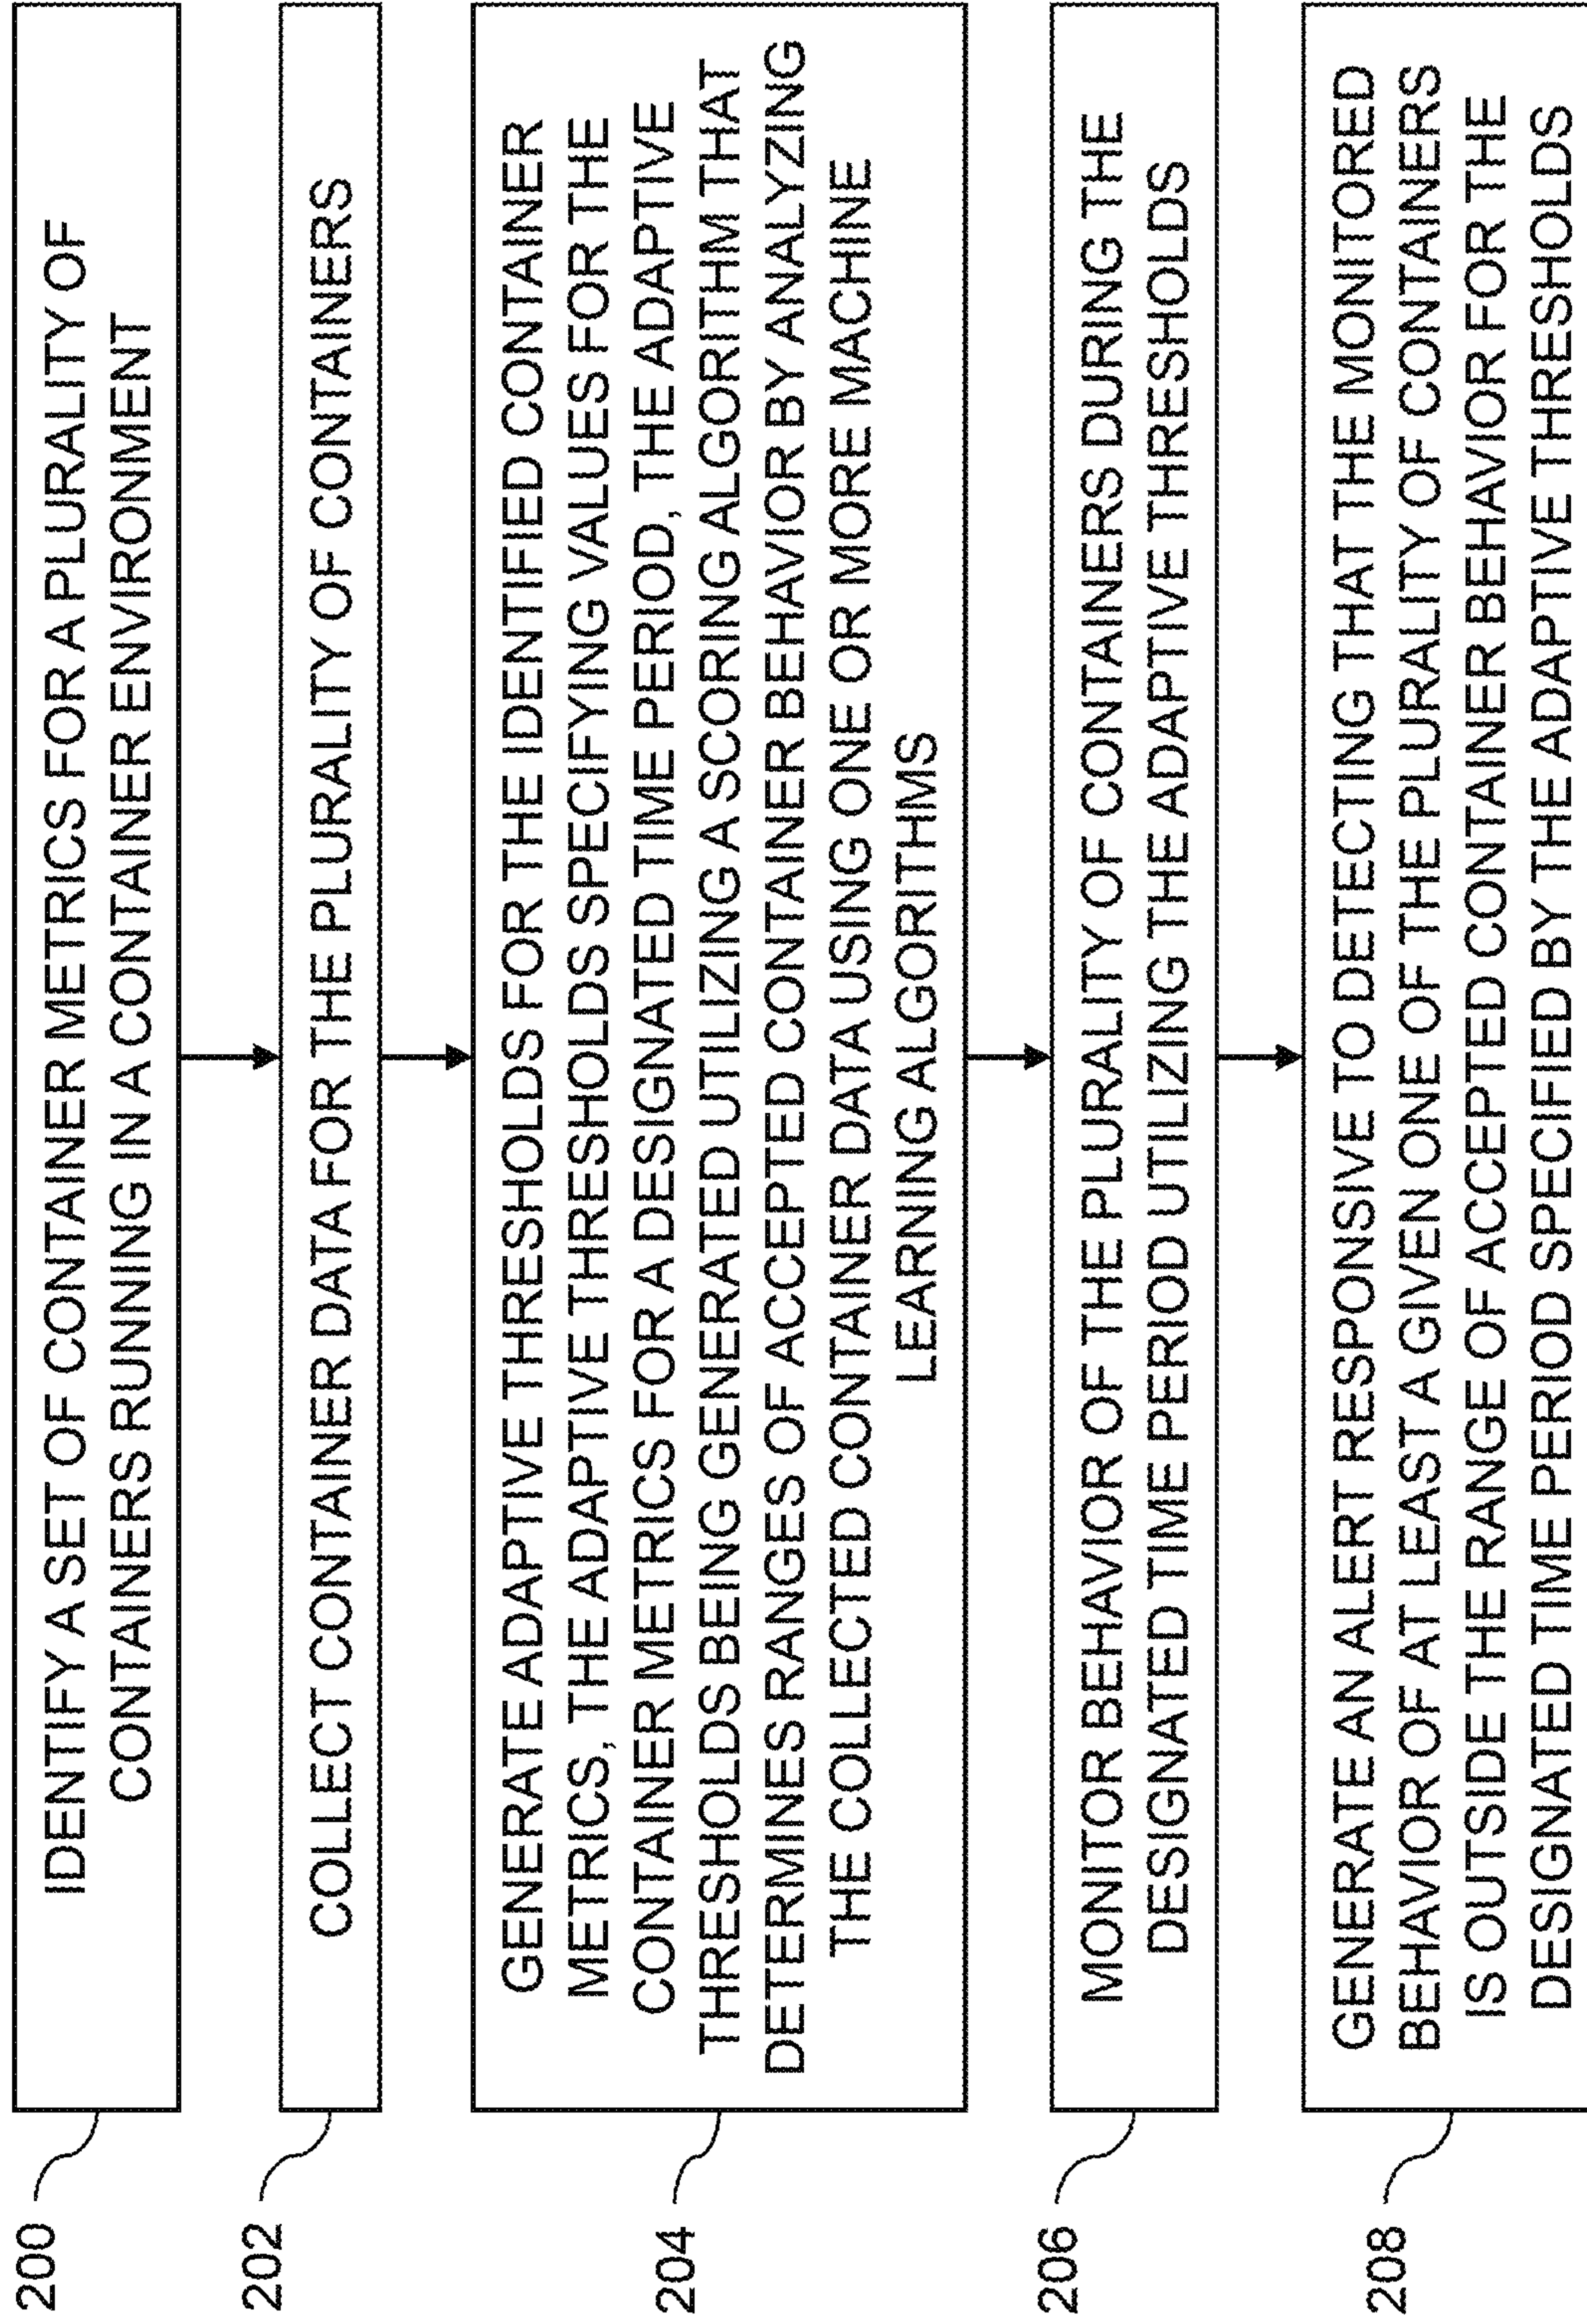 200
IDENTIFY A SET OF CONTAINER METRICS FOR A PLURALITY OF
CONTAINERS RUNNING IN A CONTAINER ENVIRONMENT
202
COLLECT CONTAINER DATA FOR THE PLURALITY OF CONTAINERS
204
GENERATE ADAPTIVE THRESHOLDS FOR THE IDENTIFIED CONTAINER
METRICS, THE ADAPTIVE THRESHOLDS SPECIFYING VALUES FOR THE
CONTAINER METRICS FOR A DESIGNATED TIME PERIOD, THE ADAPTIVE
THRESHOLDS BEING GENERATED UTILIZING A SCORING ALGORITHM THAT
DETERMINES RANGES OF ACCEPTED CONTAINER BEHAVIOR BY ANALYZING
THE COLLECTED CONTAINER DATA USING ONE OR MORE MACHINE
LEARNING ALGORITHMS
206
MONITOR BEHAVIOR OF THE PLURALITY OF CONTAINERS DURING THE
DESIGNATED TIME PERIOD UTILIZING THE ADAPTIVE THRESHOLDS
208
GENERATE AN ALERT RESPONSIVE TO DETECTING THAT THE MONITORED
BEHAVIOR OF AT LEAST A GIVEN ONE OF THE PLURALITY OF CONTAINERS
IS OUTSIDE THE RANGE OF ACCEPTED CONTAINER BEHAVIOR FOR THE
DESIGNATED TIME PERIOD SPECIFIED BY THE ADAPTIVE THRESHOLDS